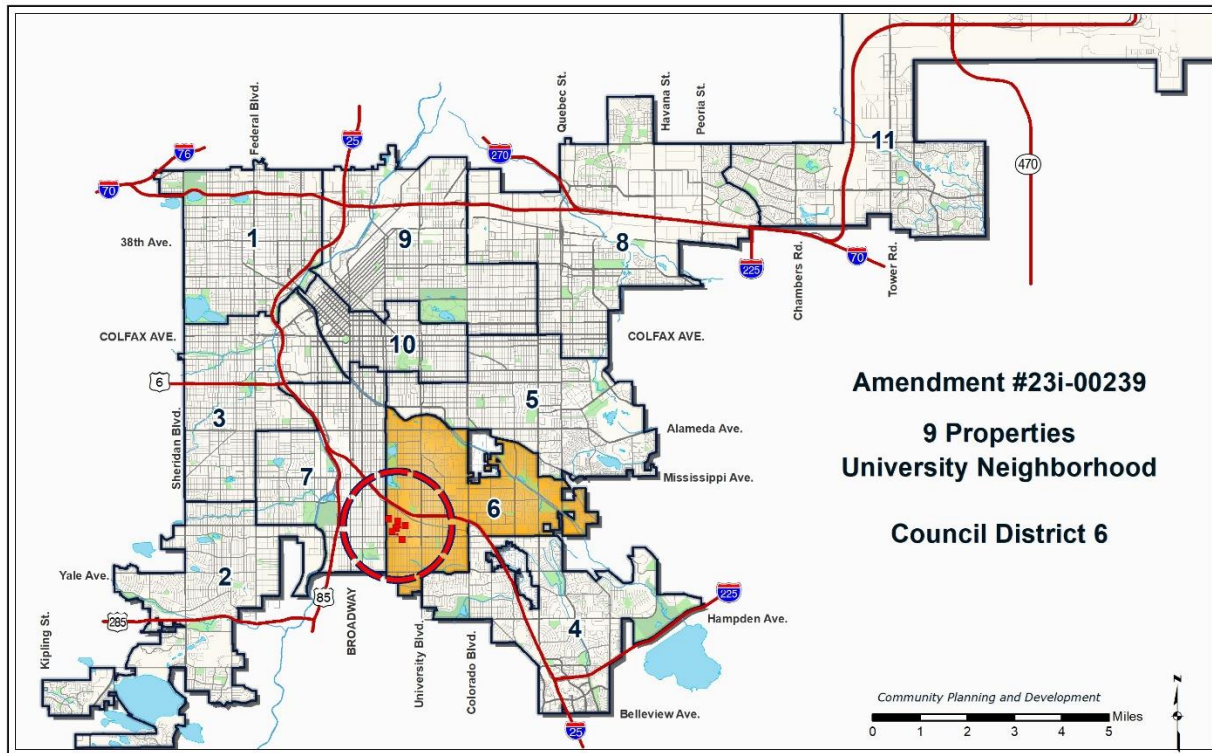 Federal Blvd.
Quebec St.
Havana St.
Peoria St.
76
25
270
70
11
470
38th Ave.
1
9
8
225
Chambers Rd.
70
Tower Rd.
COLFAX AVE.
10
COLFAX AVE.
6
3
Sheridan Blvd.
5
Alameda Ave.
7
Mississippi Ave.
6
Yale Ave.
2
85
BROADWAY
285
Kipling St.
University Blvd.
Colorado Blvd.
4
225
Hampden Ave.
Belleview Ave.
25
Amendment #23i-00239
9 Properties
University Neighborhood
Council District 6
Community Planning and Development
Miles
0 1 2 3 4 5
N